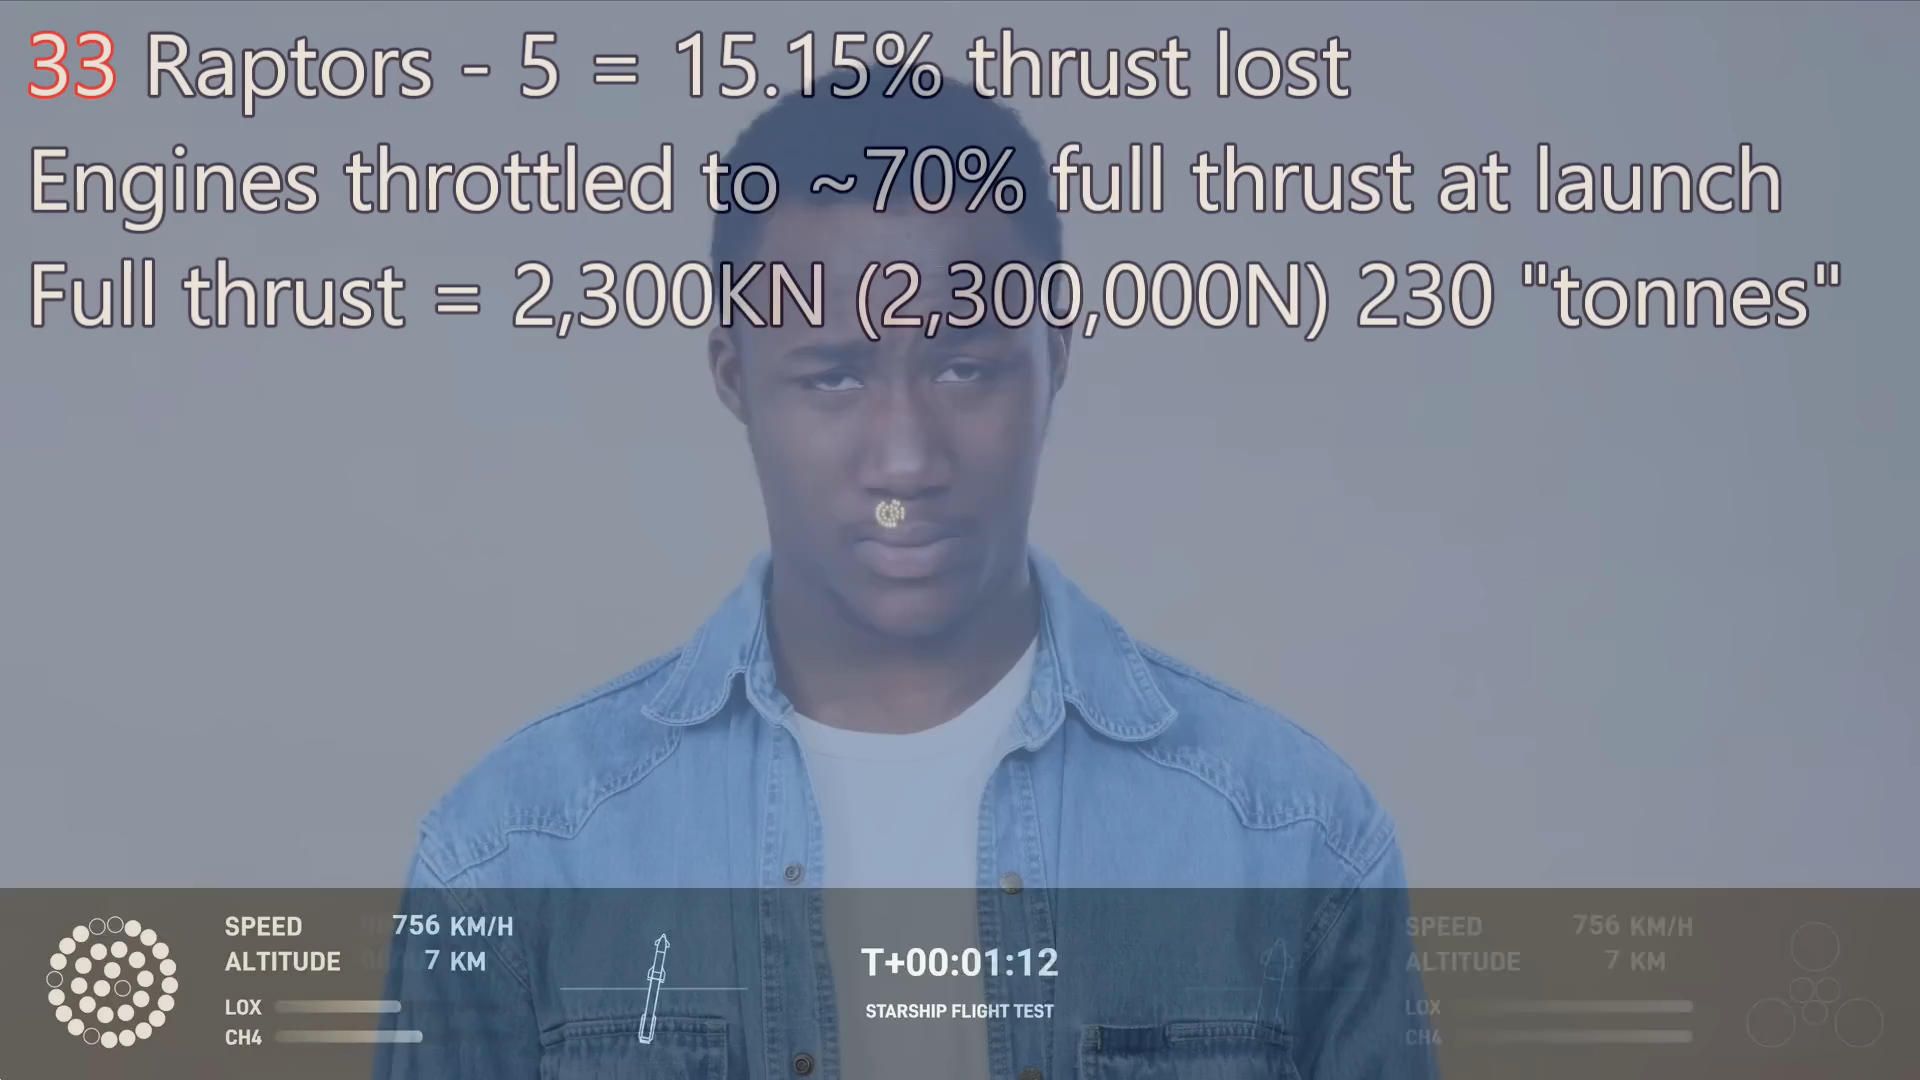 33 Raptors - 5 = 15.15% thrust lost
Engines throttled to ~70% full thrust at launch
Full thrust = 2,300KN (2,300,000N) 230 "tonnes"
SPEED 756 KM/H
ALTITUDE 7 KM
LOX
CH4
T+00:01:12
STARSHIP FLIGHT TEST
SPEED 756 KM/H
ALTITUDE 7 KM
LOX
CH4